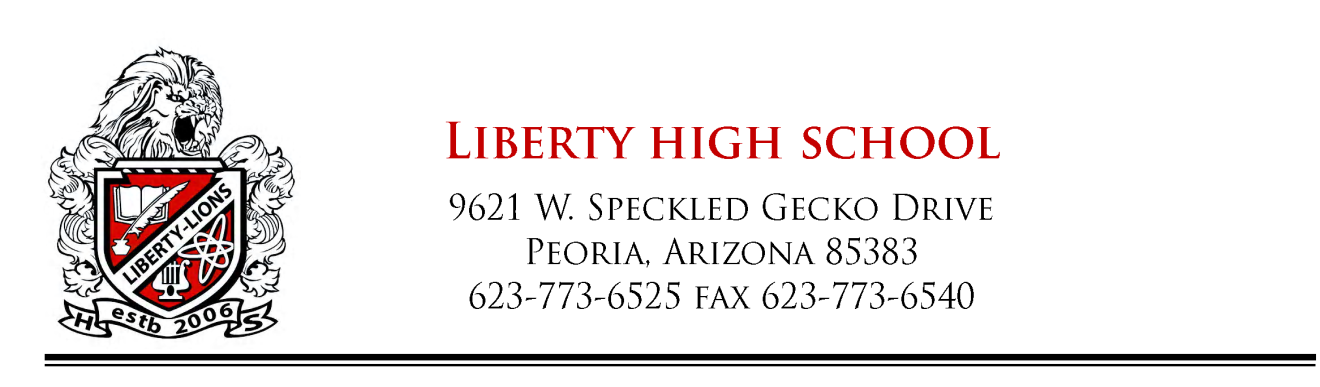 LIBERTY HIGH SCHOOL
9621 W. SPECKLED GECKO DRIVE
PEORIA, ARIZONA 85383
623-773-6525 FAX 623-773-6540
LIBERTY-LIONS
H estb 2006 S